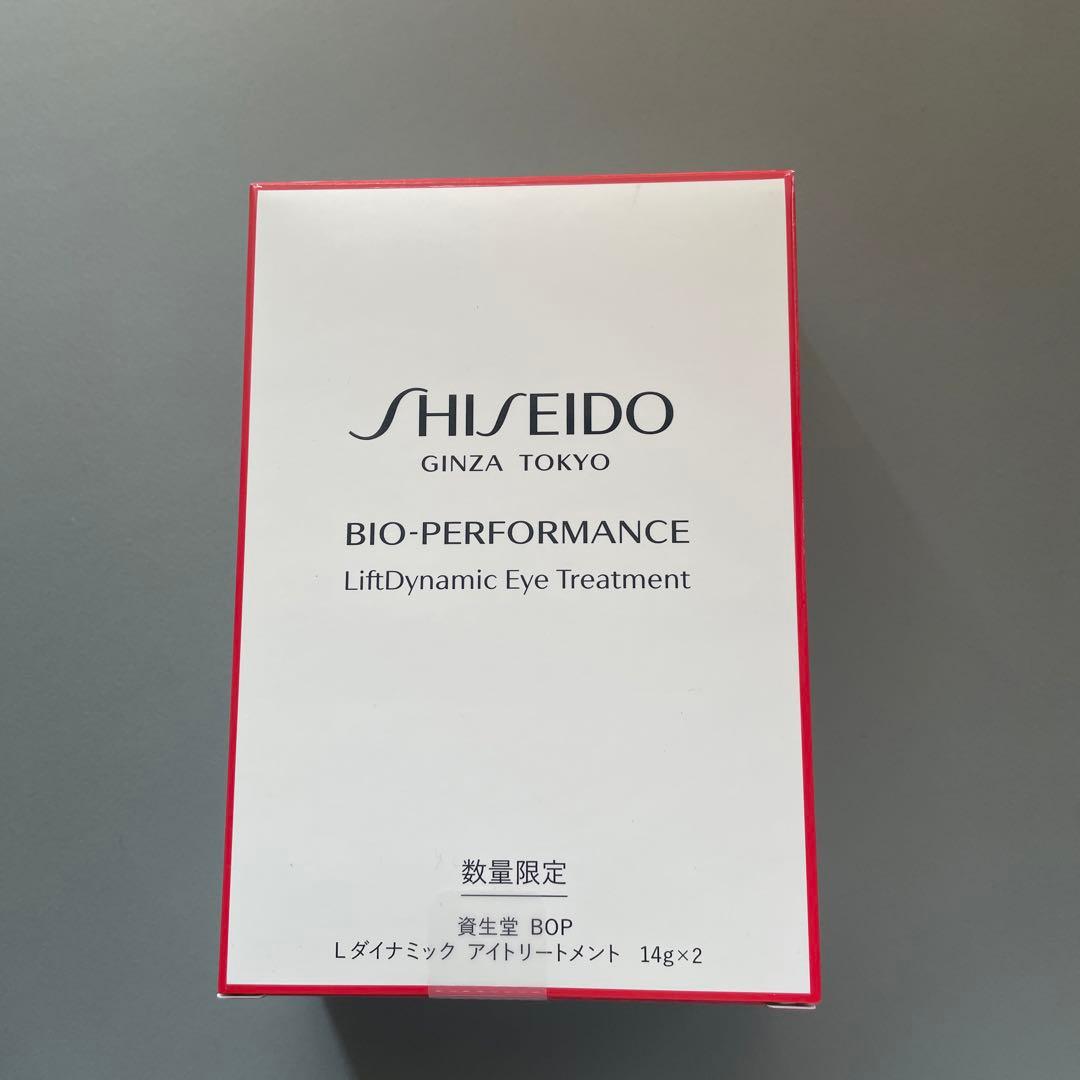 SHISEIDO
GINZA TOKYO
BIO-PERFORMANCE
LiftDynamic Eye Treatment
数量限定
資生堂 BOP
Lダイナミック アイトリートメント 14g×2